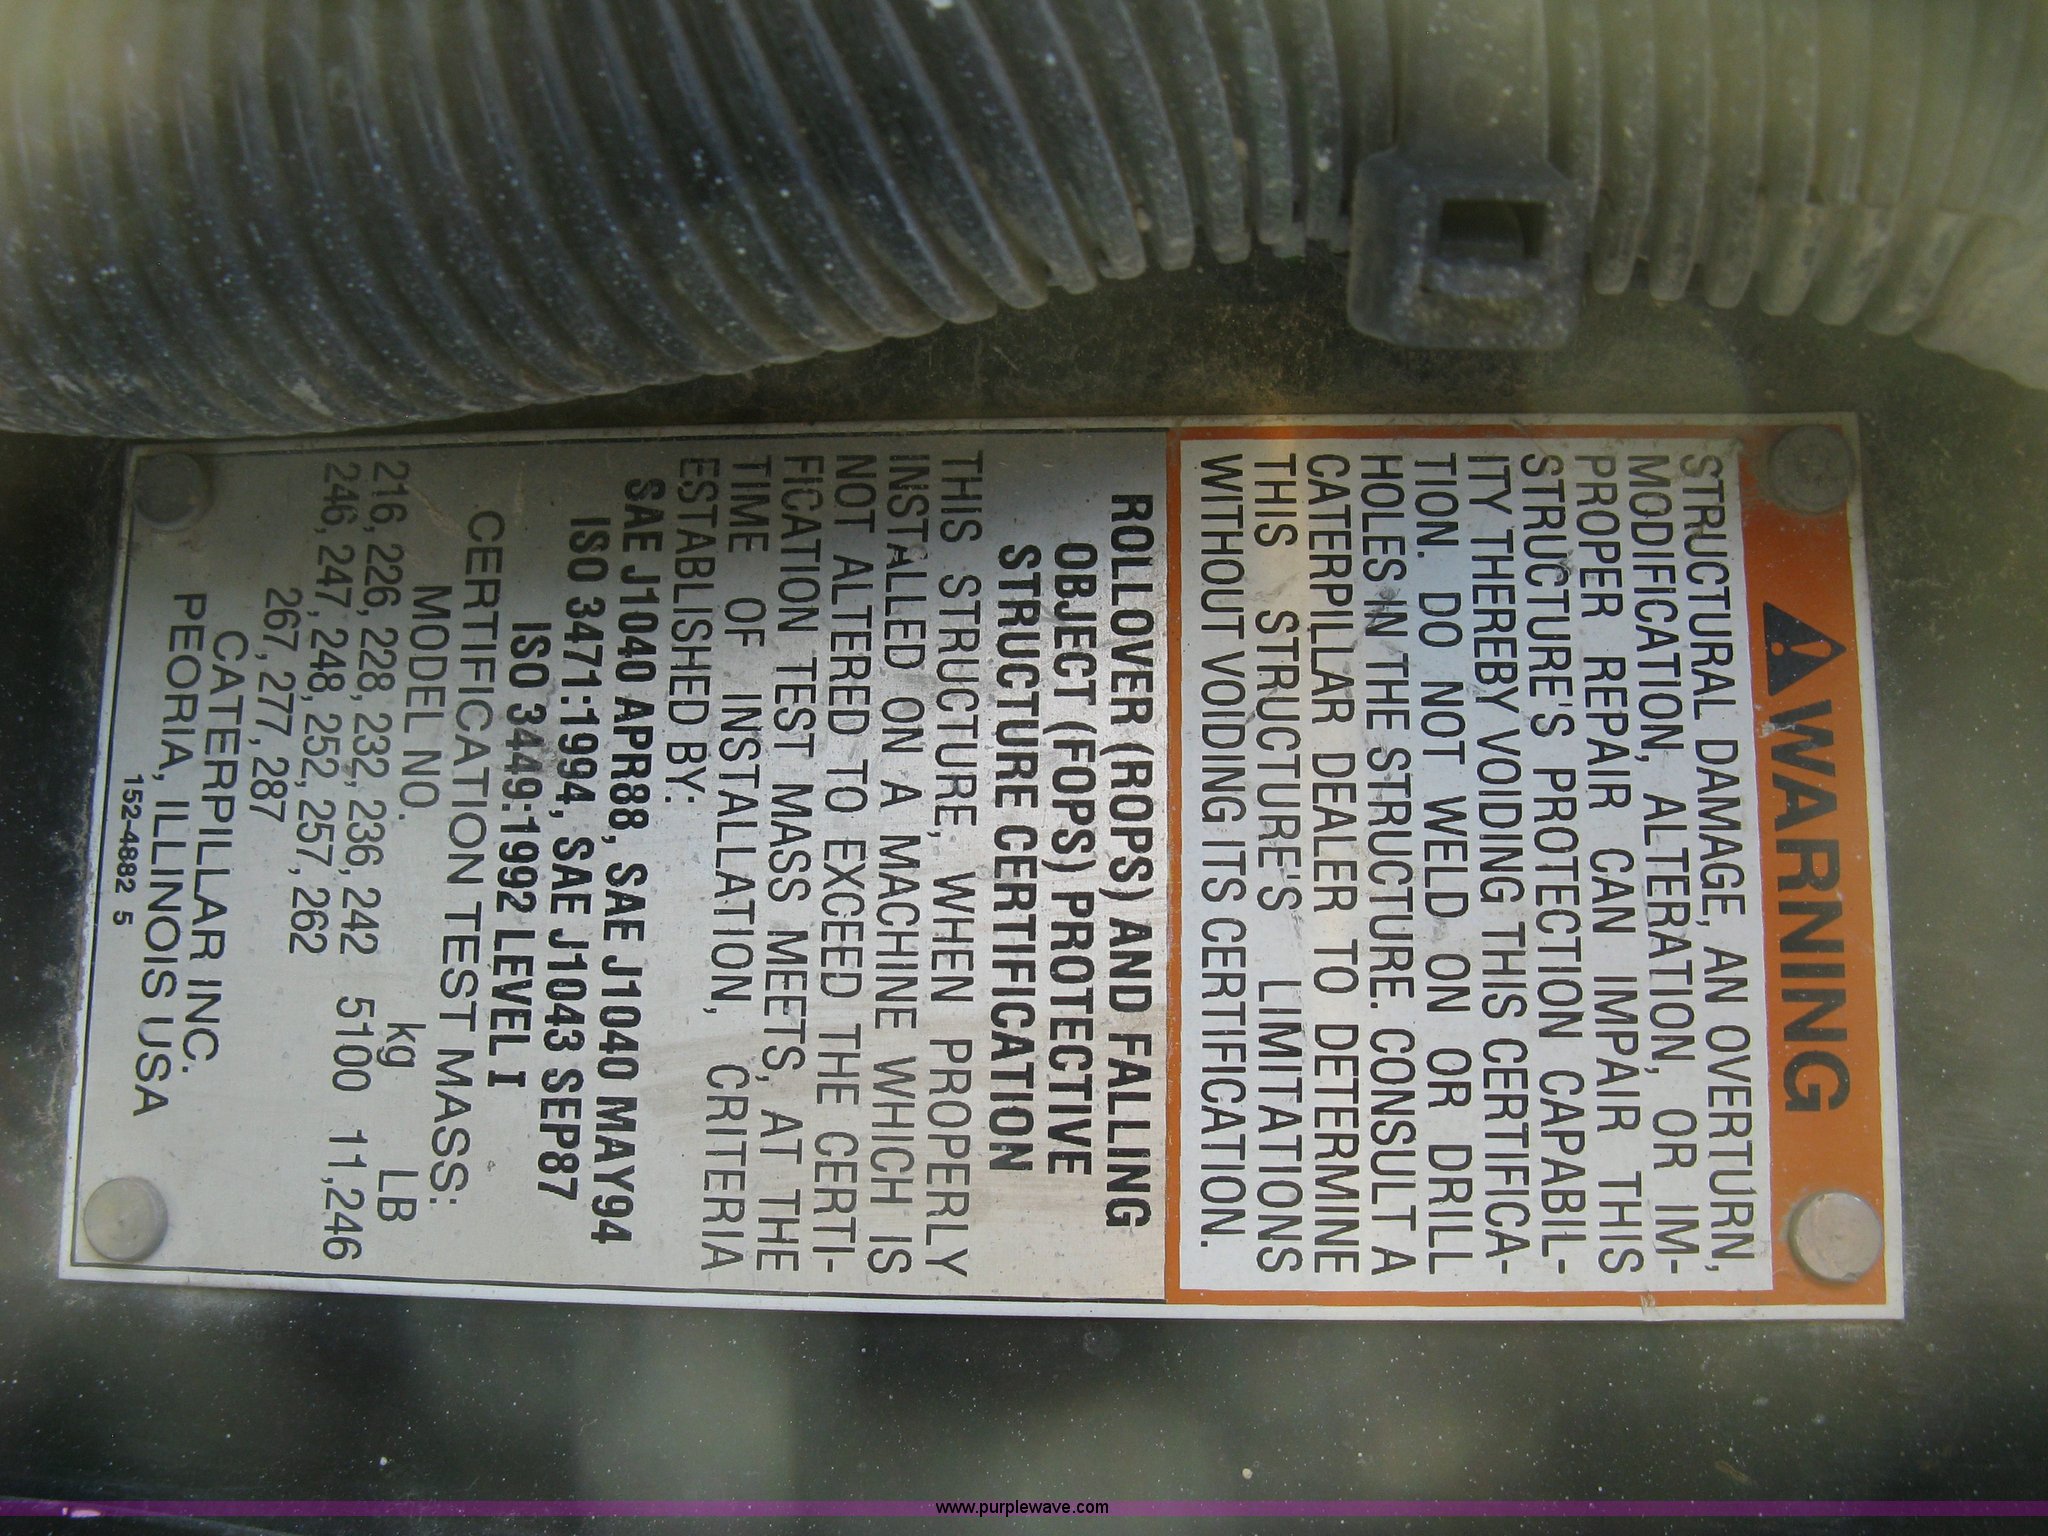 WARNING
STRUCTURAL DAMAGE, AN OVERTURN,
MODIFICATION, ALTERATION, OR IM-
PROPER REPAIR CAN IMPAIR THIS
STRUCTURE'S PROTECTION CAPABIL-
ITY THEREBY VOIDING THIS CERTIFICA-
TION. DO NOT WELD ON OR DRILL
HOLES IN THE STRUCTURE. CONSULT A
CATERPILLAR DEALER TO DETERMINE
THIS STRUCTURE'S LIMITATIONS
WITHOUT VOIDING ITS CERTIFICATION.
ROLLOVER (ROPS) AND FALLING
OBJECT (FOPS) PROTECTIVE
STRUCTURE CERTIFICATION
THIS STRUCTURE, WHEN PROPERLY
INSTALLED ON A MACHINE WHICH IS
NOT ALTERED TO EXCEED THE CERTI-
FICATION TEST MASS MEETS, AT THE
TIME OF INSTALLATION, CRITERIA
ESTABLISHED BY:
SAE J1040 APR88, SAE J1040 MAY94
ISO 3471:1994, SAE J1043 SEP87
ISO 3449:1992 LEVEL I
CERTIFICATION TEST MASS:
MODEL NO. kg LB
216, 226, 228, 232, 236, 242 5100 11,246
246, 247, 248, 252, 257, 262
267, 277, 287
CATERPILLAR INC.
PEORIA, ILLINOIS USA
152-4882 5
www.purplewave.com